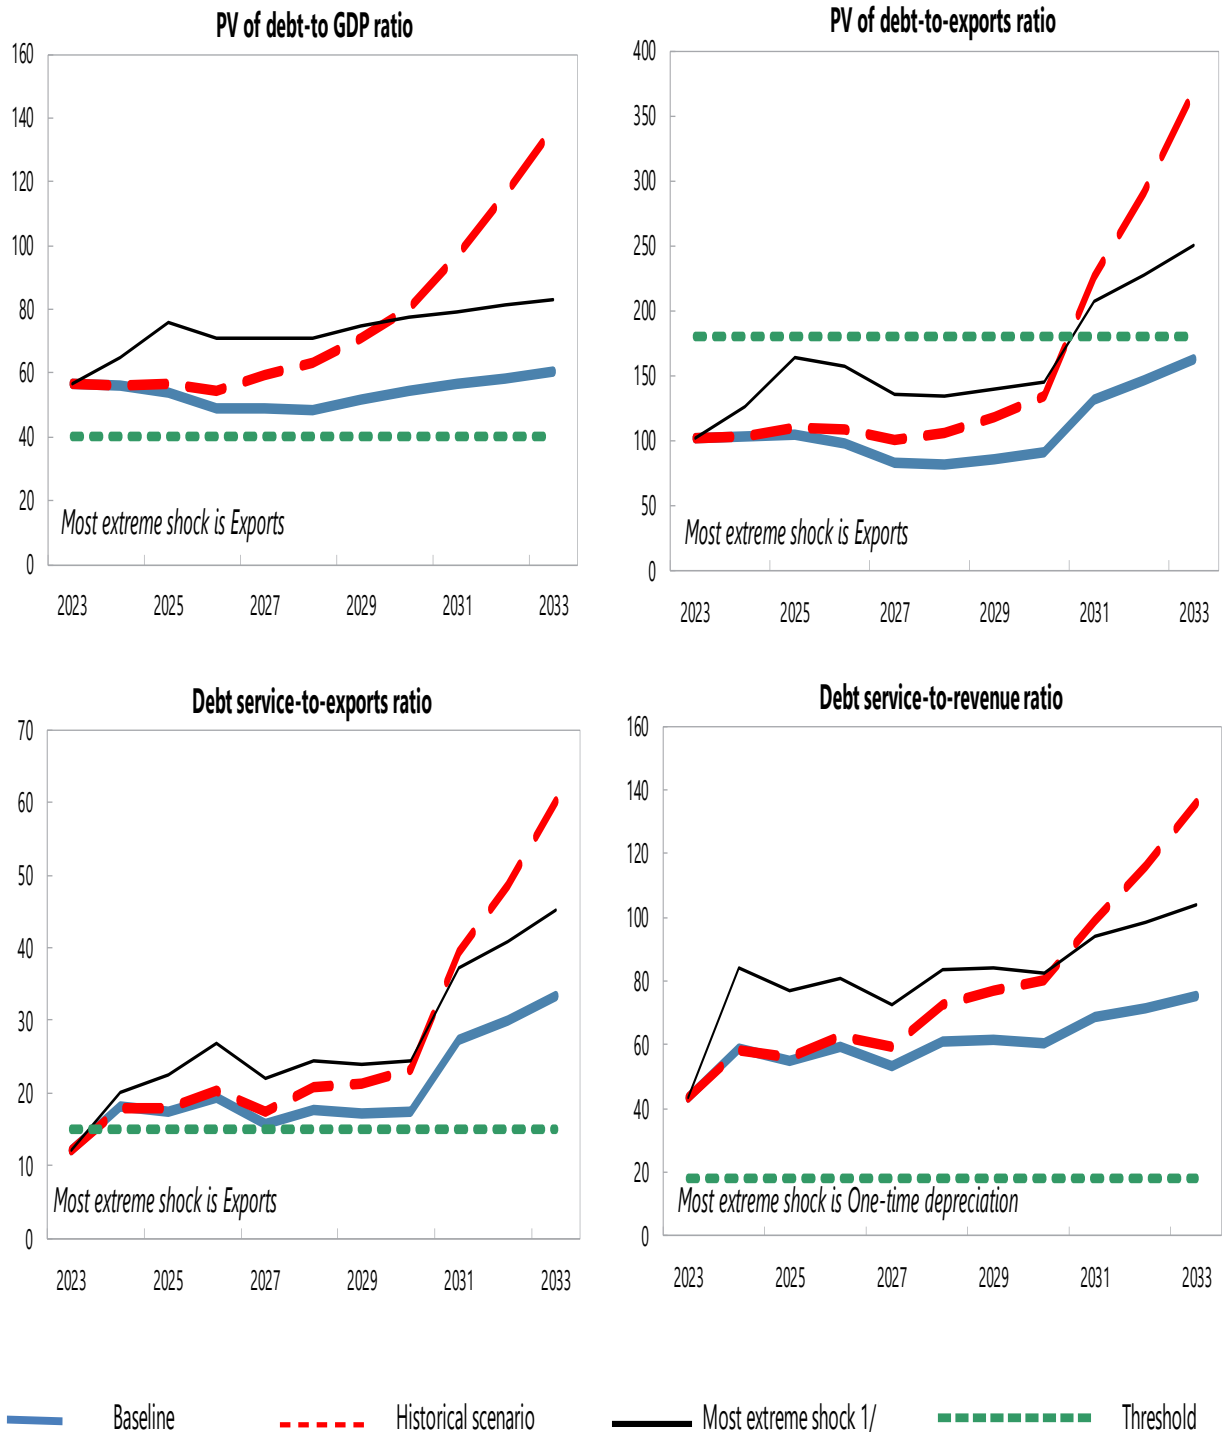 PV of debt-to GDP ratio
160
140
120
100
80
60
40
20
0
Most extreme shock is Exports
2023 2025 2027 2029 2031 2033
PV of debt-to-exports ratio
400
350
300
250
200
150
100
50
0
Most extreme shock is Exports
2023 2025 2027 2029 2031 2033
Debt service-to-exports ratio
70
60
50
40
30
20
10
0
Most extreme shock is Exports
2023 2025 2027 2029 2031 2033
Debt service-to-revenue ratio
160
140
120
100
80
60
40
20
0
Most extreme shock is One-time depreciation
2023 2025 2027 2029 2031 2033
Baseline Historical scenario Most extreme shock 1/ Threshold